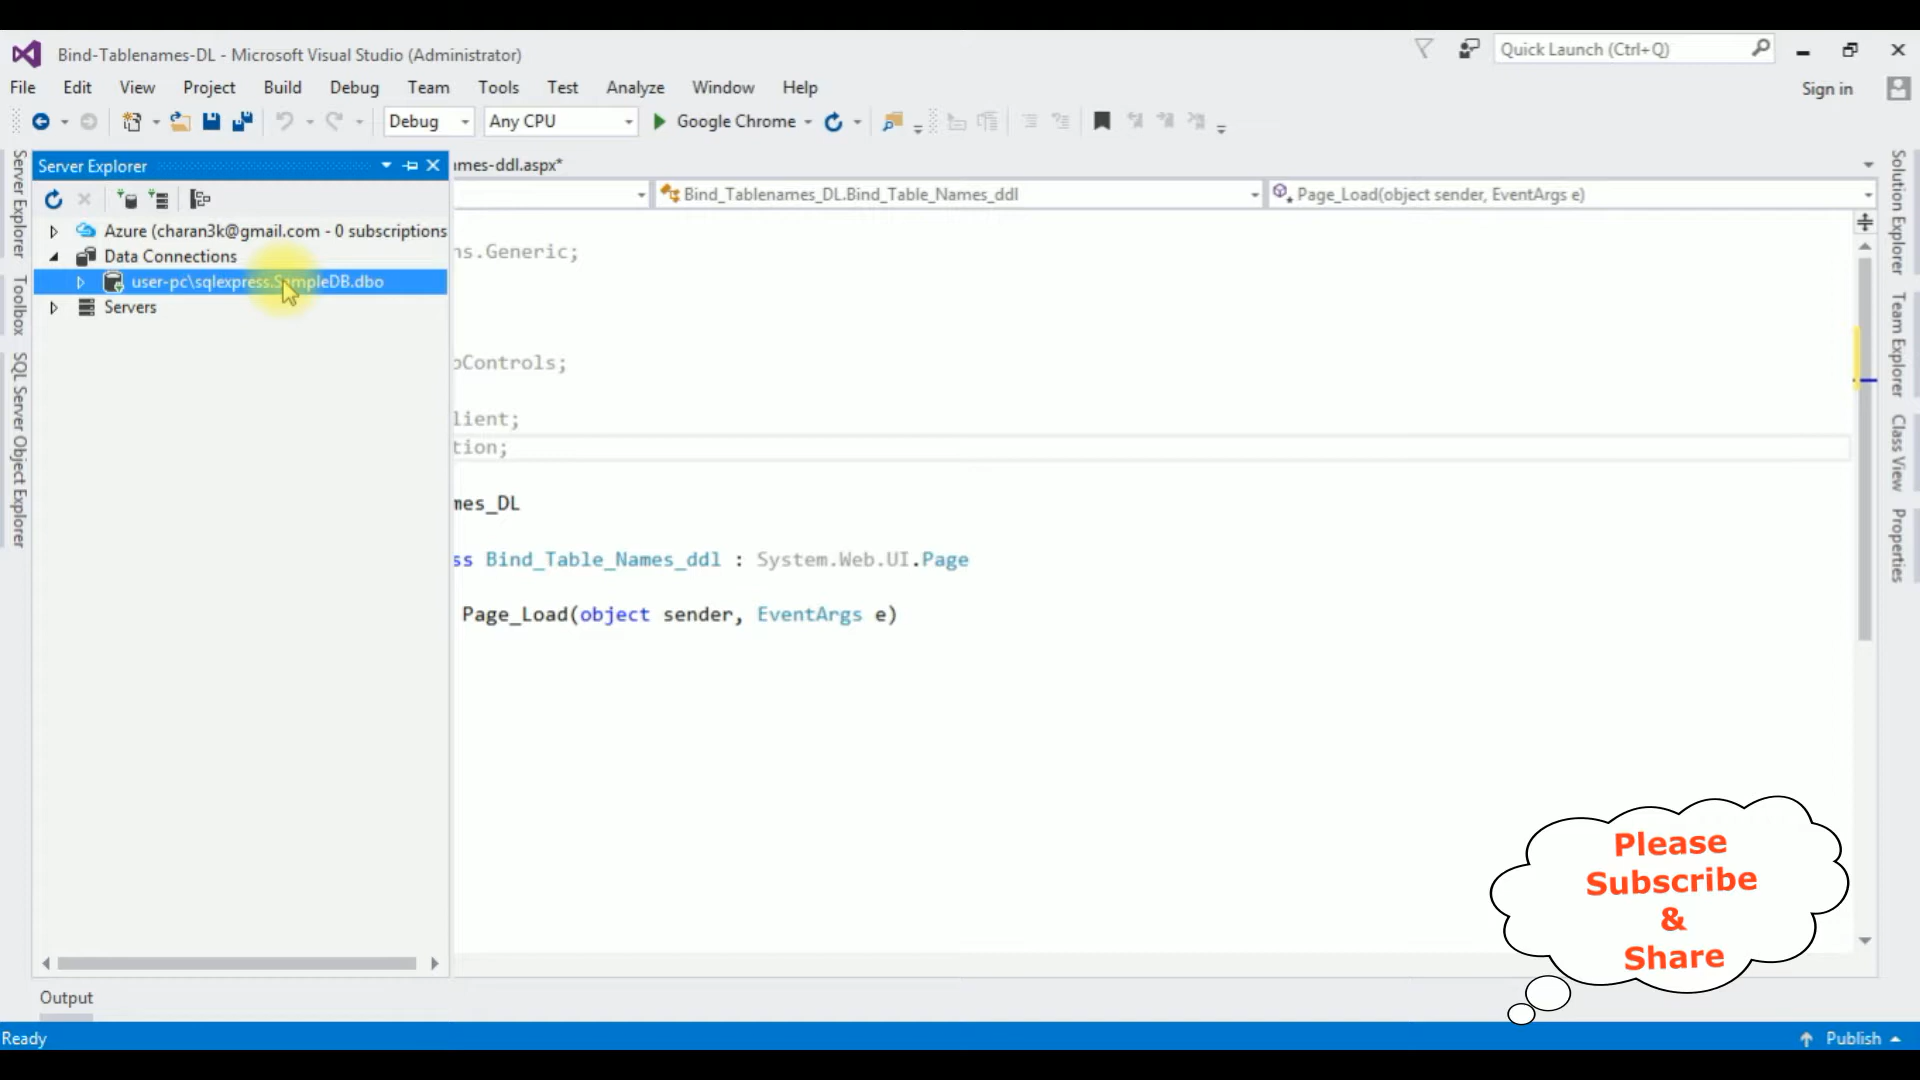 Bind-Tablenames-DL - Microsoft Visual Studio (Administrator)
Quick Launch (Ctrl+Q)
File Edit View Project Build Debug Team Tools Test Analyze Window Help
Sign in
Debug Any CPU Google Chrome
Server Explorer
mes-ddl.aspx*
Bind_Tablenames_DL.Bind_Table_Names_ddl
Page_Load(object sender, EventArgs e)
Azure (charan3k@gmail.com - 0 subscriptions
Data Connections
user-pc\sqlexpress.SampleDB.dbo
Servers
Server Explorer
Toolbox
SQL Server Object Explorer
ns.Generic;
Controls;
lient;
tion;
mes_DL
ss Bind_Table_Names_ddl : System.Web.UI.Page
Page_Load(object sender, EventArgs e)
Solution Explorer
Team Explorer
Class View
Properties
Please
Subscribe
&
Share
Output
Ready
Publish